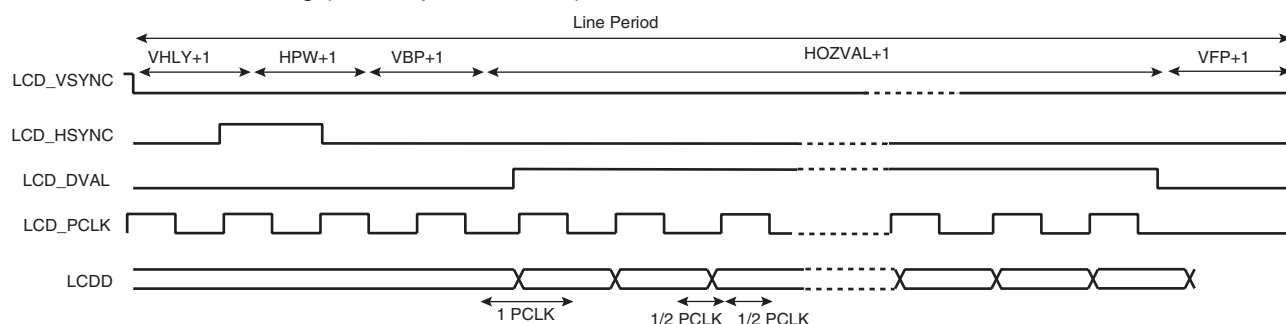 Line Period
VHLY+1 HPW+1 VBP+1 HOZVAL+1 VFP+1
LCD_VSYNC
LCD_HSYNC
LCD_DVAL
LCD_PCLK
LCDD
1 PCLK 1/2 PCLK 1/2 PCLK